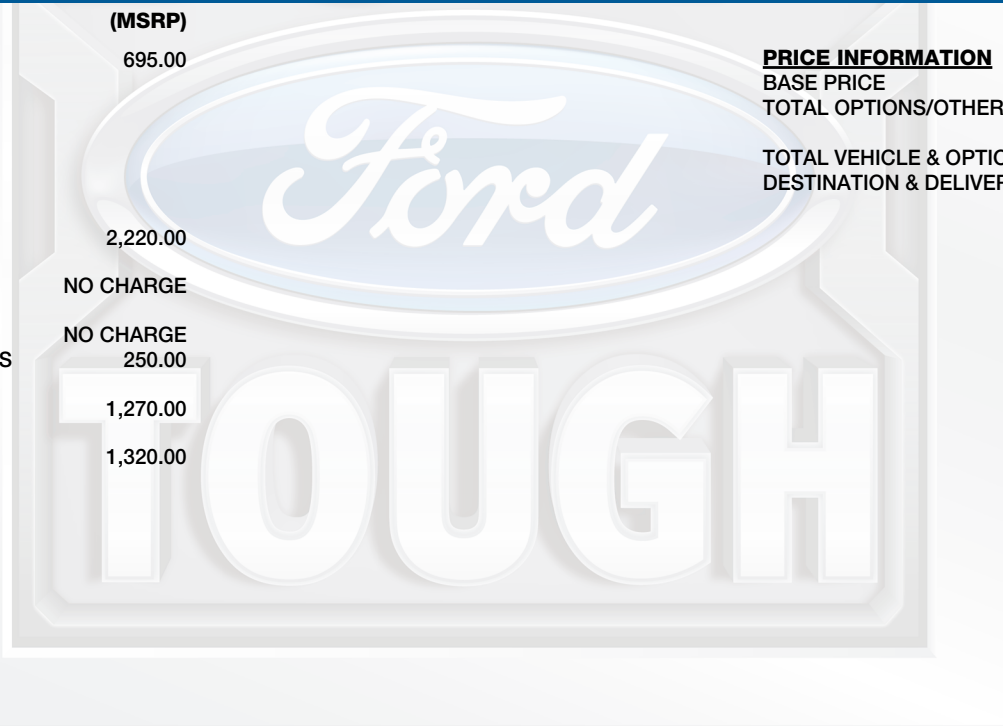 (MSRP)
695.00
2,220.00
NO CHARGE
NO CHARGE
S 250.00
1,270.00
1,320.00
PRICE INFORMATION
BASE PRICE
TOTAL OPTIONS/OTHER
TOTAL VEHICLE & OPTIO
DESTINATION & DELIVER
Ford
TOUGH